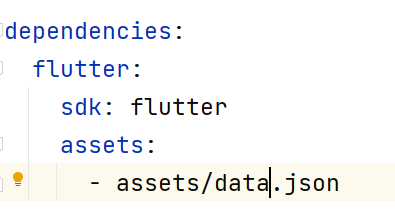 dependencies:
  flutter:
    sdk: flutter
    assets:
      - assets/data.json